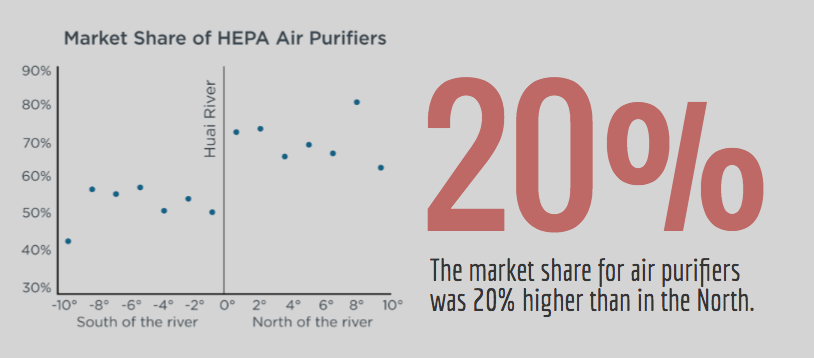 Market Share of HEPA Air Purifiers
90%
80%
70%
60%
50%
40%
30%
Huai River
-10° -8° -6° -4° -2° 0° 2° 4° 6° 8° 10°
South of the river North of the river
20%
The market share for air purifiers
was 20% higher than in the North.